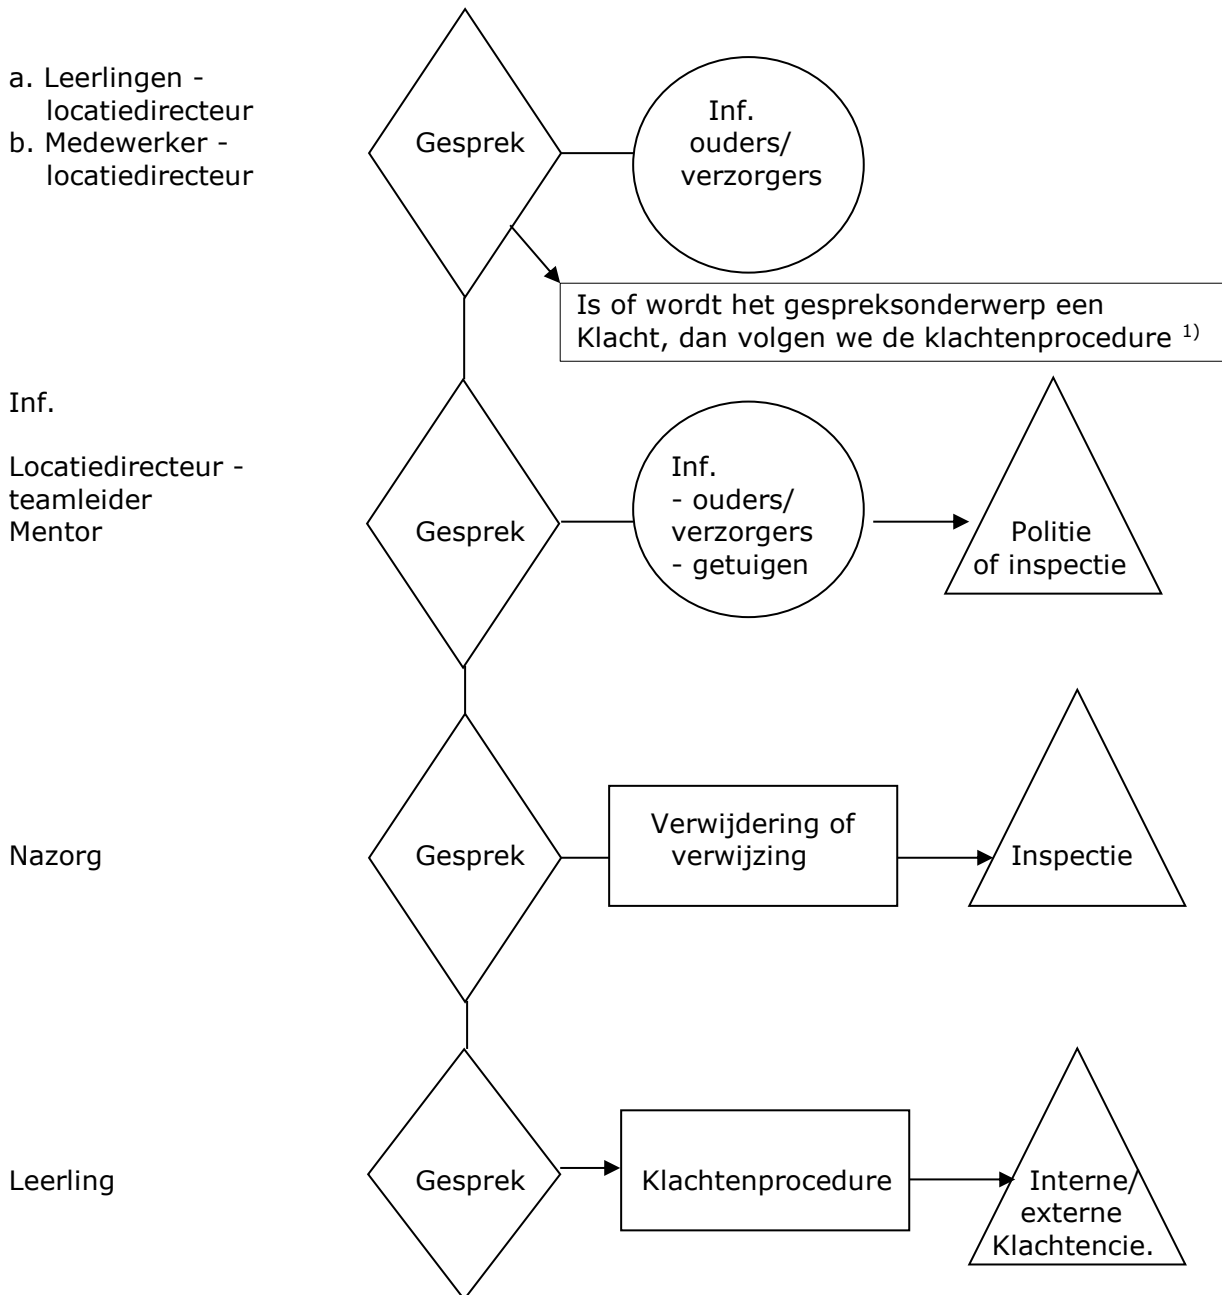 a. Leerlingen -
locatiedirecteur
b. Medewerker -
locatiedirecteur
Gesprek
Inf.
ouders/
verzorgers
Is of wordt het gespreksonderwerp een
Klacht, dan volgen we de klachtenprocedure 1)
Inf.
Locatiedirecteur -
teamleider
Mentor
Gesprek
Inf.
- ouders/
verzorgers
- getuigen
Politie
of inspectie
Nazorg
Gesprek
Verwijdering of
verwijzing
Inspectie
Leerling
Gesprek
Klachtenprocedure
Interne/
externe
Klachtencie.